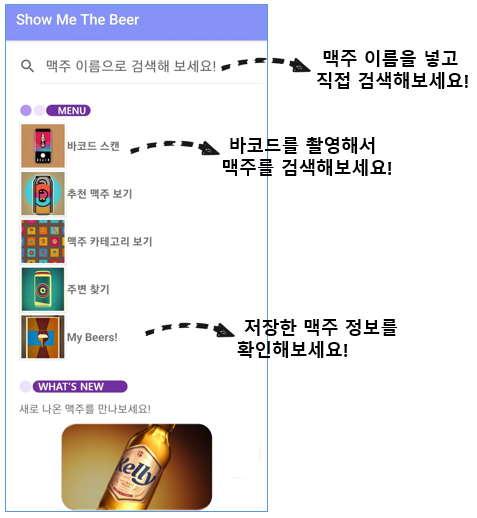 Show Me The Beer
맥주 이름으로 검색해 보세요!
맥주 이름을 넣고
직접 검색해보세요!
MENU
바코드 스캔
바코드를 촬영해서
맥주를 검색해보세요!
추천 맥주 보기
맥주 카테고리 보기
주변 찾기
My Beers!
저장한 맥주 정보를
확인해보세요!
WHAT'S NEW
새로 나온 맥주를 만나보세요!
Kelly